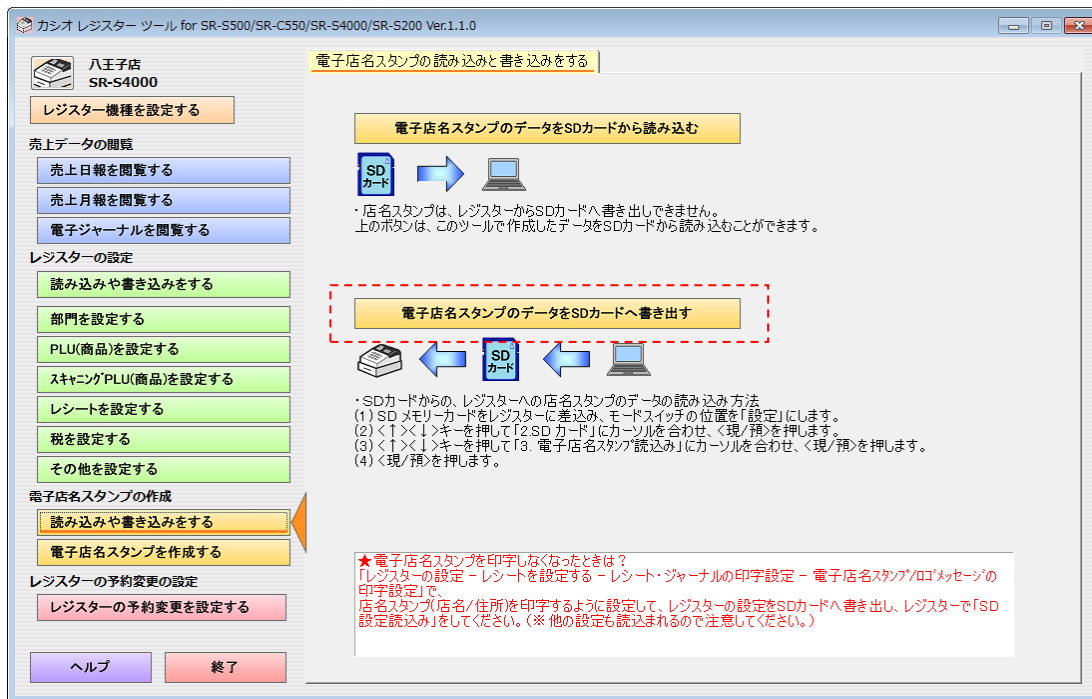 カシオ レジスター ツール for SR-S500/SR-C550/SR-S4000/SR-S200 Ver.1.1.0
八王子店
SR-S4000
レジスター機種を設定する
売上データの閲覧
売上日報を閲覧する
売上月報を閲覧する
電子ジャーナルを閲覧する
レジスターの設定
読み込みや書き込みをする
部門を設定する
PLU(商品)を設定する
スキャニングPLU(商品)を設定する
レシートを設定する
税を設定する
その他を設定する
電子店名スタンプの作成
読み込みや書き込みをする
電子店名スタンプを作成する
レジスターの予約変更の設定
レジスターの予約変更を設定する
ヘルプ
終了
電子店名スタンプの読み込みと書き込みをする
電子店名スタンプのデータをSDカードから読み込む
SD
カード
・店名スタンプは、レジスターからSDカードへ書き出しできません。
上のボタンは、このツールで作成したデータをSDカードから読み込むことができます。
電子店名スタンプのデータをSDカードへ書き出す
SD
カード
・SDカードからの、レジスターへの店名スタンプのデータの読み込み方法
(1) SD メモリーカードをレジスターに差込み、モードスイッチの位置を「設定」にします。
(2) <↑><↓>キーを押して「2.SD カード」にカーソルを合わせ、<現/預>を押します。
(3) <↑><↓>キーを押して「3. 電子店名スタンプ読込み」にカーソルを合わせ、<現/預>を押します。
(4) <現/預>を押します。
★電子店名スタンプを印字しなくなったときは？
「レジスターの設定 − レシートを設定する − レシート・ジャーナルの印字設定 − 電子店名スタンプ/ロゴメッセージの
印字設定」で、
店名スタンプ(店名/住所)を印字するように設定して、レジスターの設定をSDカードへ書き出し、レジスターで「SD
設定読込み」をしてください。(※ 他の設定も読込まれるので注意してください。)